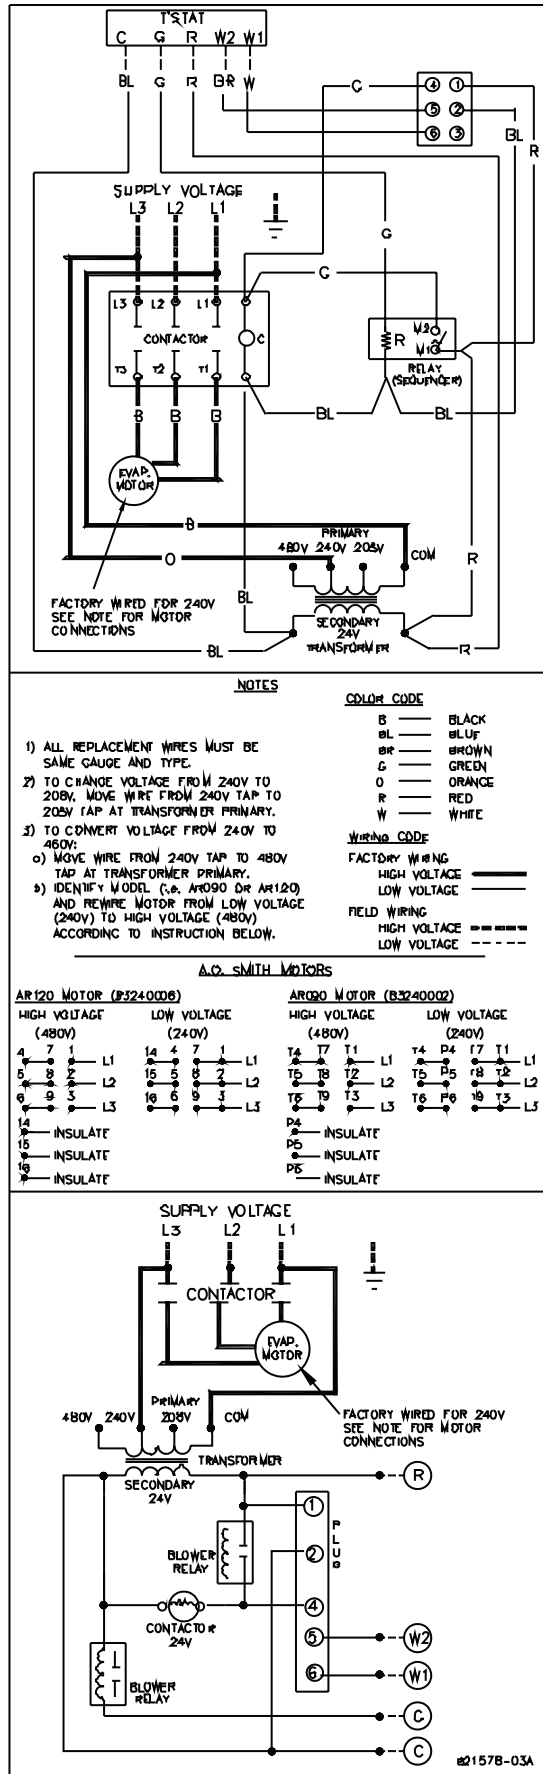 T'STAT
C G R W2 W1
BL G R BR W
G
4 1
5 2
6 3
BL
R
SUPPLY VOLTAGE
L3 L2 L1
G
G
L3 L2 L1
CONTACTOR
C
R
M2
M1
RELAY
(SEQUENCER)
T3 T2 T1
B B B
BL BL
EVAP.
MOTOR
B
PRIMARY
480V 240V 208V COM
O
R
FACTORY WIRED FOR 240V
SEE NOTE FOR MOTOR
CONNECTIONS
BL
SECONDARY
24V
TRANSFORMER
BL
R
NOTES
1) ALL REPLACEMENT WIRES MUST BE
SAME GAUGE AND TYPE.
2) TO CHANGE VOLTAGE FROM 240V TO
208V, MOVE WIRE FROM 240V TAP TO
208V TAP AT TRANSFORMER PRIMARY.
3) TO CONVERT VOLTAGE FROM 240V TO
460V:
a) MOVE WIRE FROM 240V TAP TO 480V
TAP AT TRANSFORMER PRIMARY.
b) IDENTIFY MODEL (i.e. AR090 OR AR120)
AND REWIRE MOTOR FROM LOW VOLTAGE
(240V) TO HIGH VOLTAGE (480V)
ACCORDING TO INSTRUCTION BELOW.
COLOR CODE
B BLACK
BL BLUE
BR BROWN
G GREEN
O ORANGE
R RED
W WHITE
WIRING CODE
FACTORY WIRING
HIGH VOLTAGE
LOW VOLTAGE
FIELD WIRING
HIGH VOLTAGE
LOW VOLTAGE
A.O. SMITH MOTORS
AR120 MOTOR (B3240006)
HIGH VOLTAGE LOW VOLTAGE
(480V) (240V)
4 7 1 L1 14 4 7 1 L1
5 8 2 L2 15 5 8 2 L2
6 9 3 L3 16 6 9 3 L3
14 INSULATE
15 INSULATE
16 INSULATE
AR090 MOTOR (B3240002)
HIGH VOLTAGE LOW VOLTAGE
(480V) (240V)
T4 T7 T1 L1 T4 P4 T7 T1 L1
T5 T8 T2 L2 T5 P5 T8 T2 L2
T6 T9 T3 L3 T6 P6 T9 T3 L3
P4 INSULATE
P5 INSULATE
P6 INSULATE
SUPPLY VOLTAGE
L3 L2 L1
CONTACTOR
EVAP.
MOTOR
PRIMARY
480V 240V 208V COM
FACTORY WIRED FOR 240V
SEE NOTE FOR MOTOR
CONNECTIONS
TRANSFORMER
SECONDARY
24V
R
1
PLUG
2
BLOWER
RELAY
4
CONTACTOR
24V
5 W2
6 W1
BLOWER
RELAY
G
C